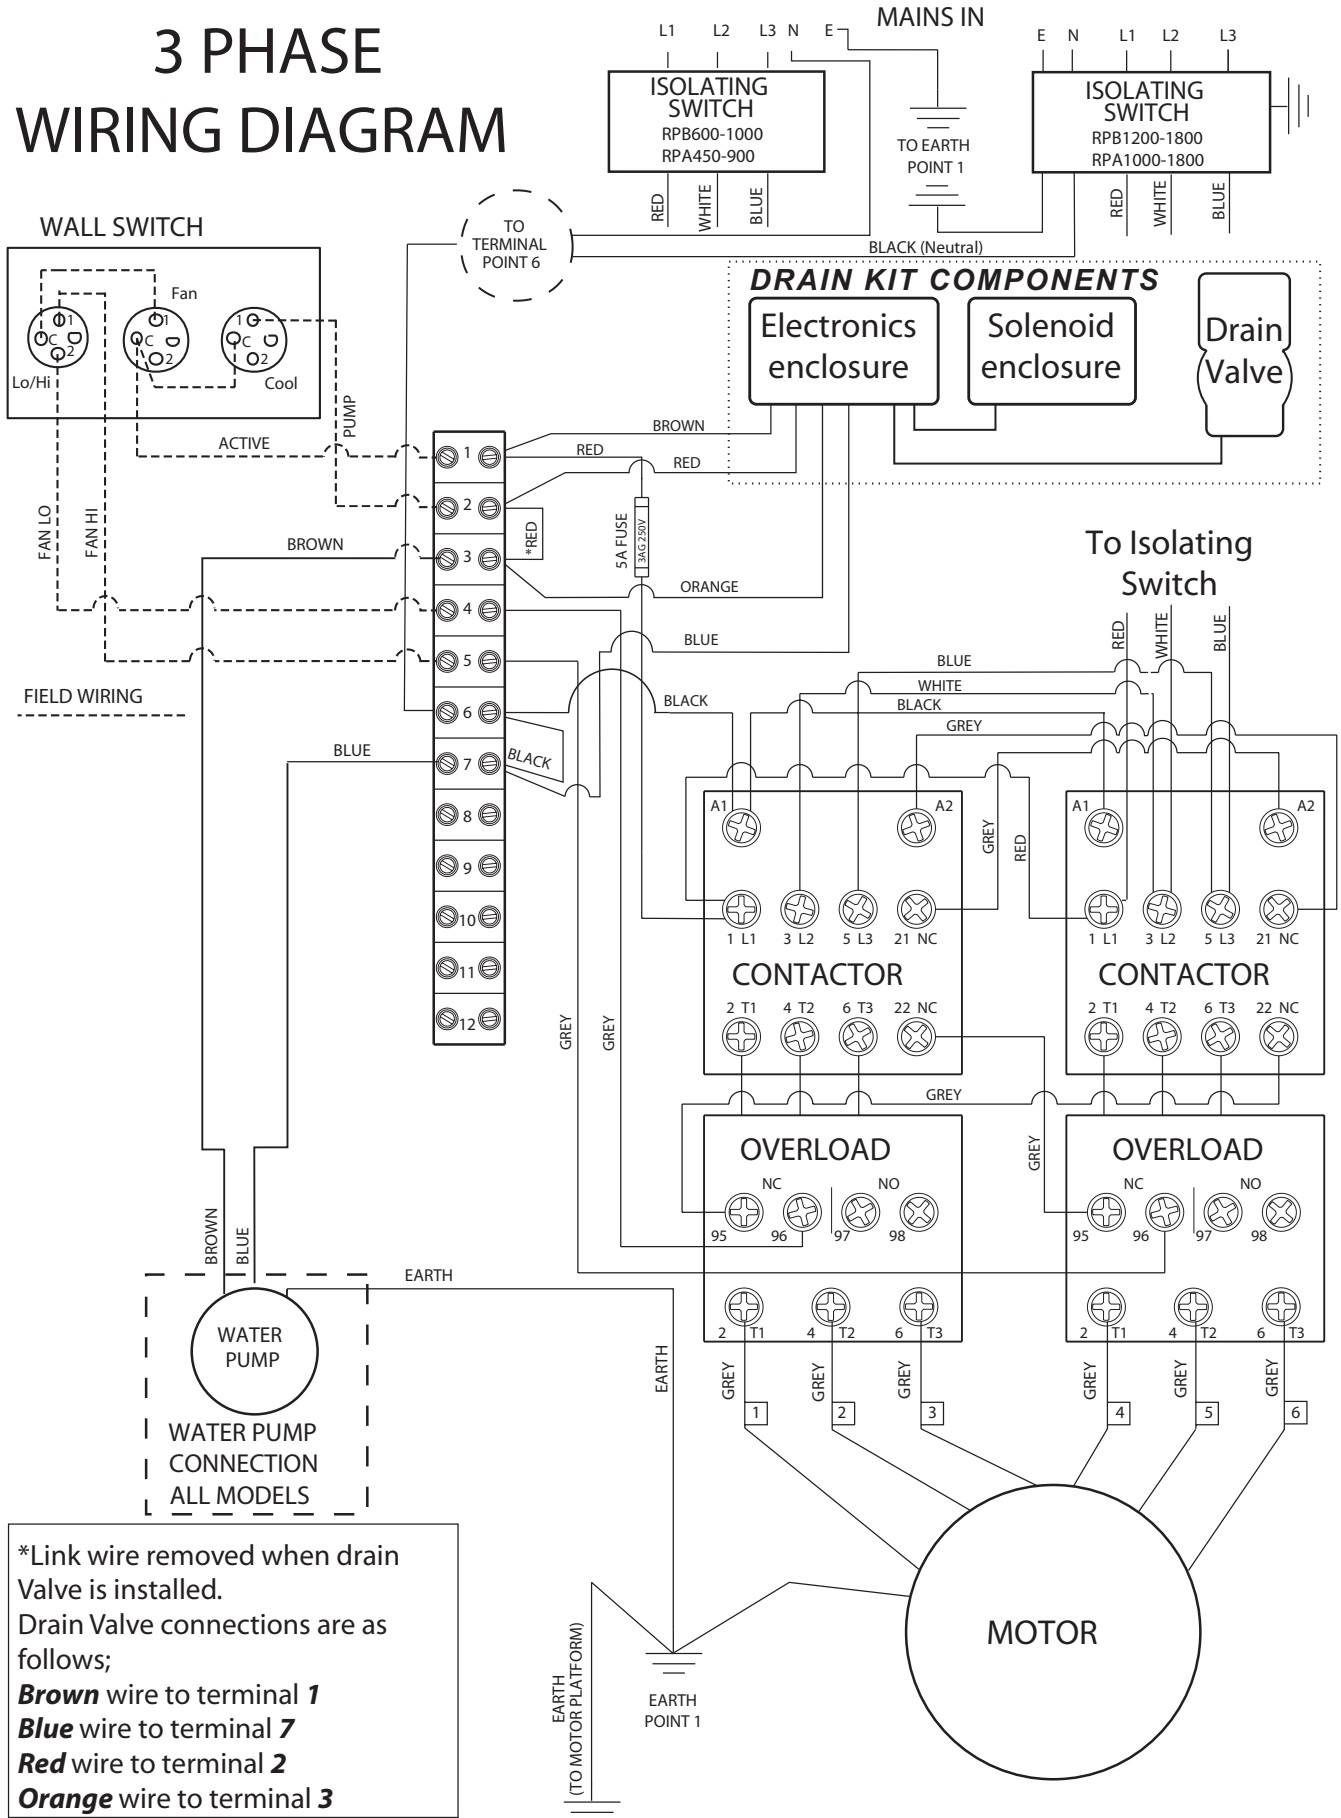 3 PHASE
WIRING DIAGRAM
MAINS IN
L1 L2 L3 N E
ISOLATING
SWITCH
RPB600-1000
RPA450-900
RED
WHITE
BLUE
TO EARTH
POINT 1
E N L1 L2 L3
ISOLATING
SWITCH
RPB1200-1800
RPA1000-1800
RED
WHITE
BLUE
BLACK (Neutral)
TO
TERMINAL
POINT 6
WALL SWITCH
Fan
1
C
2
1
C
2
1
C
2
Lo/Hi
Cool
ACTIVE
PUMP
FAN LO
FAN HI
BROWN
FIELD WIRING
BLUE
DRAIN KIT COMPONENTS
Electronics
enclosure
Solenoid
enclosure
Drain
Valve
BROWN
RED
RED
*RED
5A FUSE
3AG 250V
ORANGE
BLUE
BLACK
BLACK
1
2
3
4
5
6
7
8
9
10
11
12
To Isolating
Switch
RED
WHITE
BLUE
BLUE
WHITE
BLACK
GREY
GREY
RED
A1 A2
1 L1 3 L2 5 L3 21 NC
CONTACTOR
2 T1 4 T2 6 T3 22 NC
A1 A2
1 L1 3 L2 5 L3 21 NC
CONTACTOR
2 T1 4 T2 6 T3 22 NC
GREY
GREY
GREY
GREY
OVERLOAD
NC NO
95 96 97 98
2 T1 4 T2 6 T3
OVERLOAD
NC NO
95 96 97 98
2 T1 4 T2 6 T3
GREY
GREY
GREY
GREY
GREY
GREY
1
2
3
4
5
6
BROWN
BLUE
EARTH
EARTH
WATER
PUMP
WATER PUMP
CONNECTION
ALL MODELS
MOTOR
EARTH
POINT 1
EARTH
(TO MOTOR PLATFORM)
*Link wire removed when drain
Valve is installed.
Drain Valve connections are as
follows;
Brown wire to terminal 1
Blue wire to terminal 7
Red wire to terminal 2
Orange wire to terminal 3